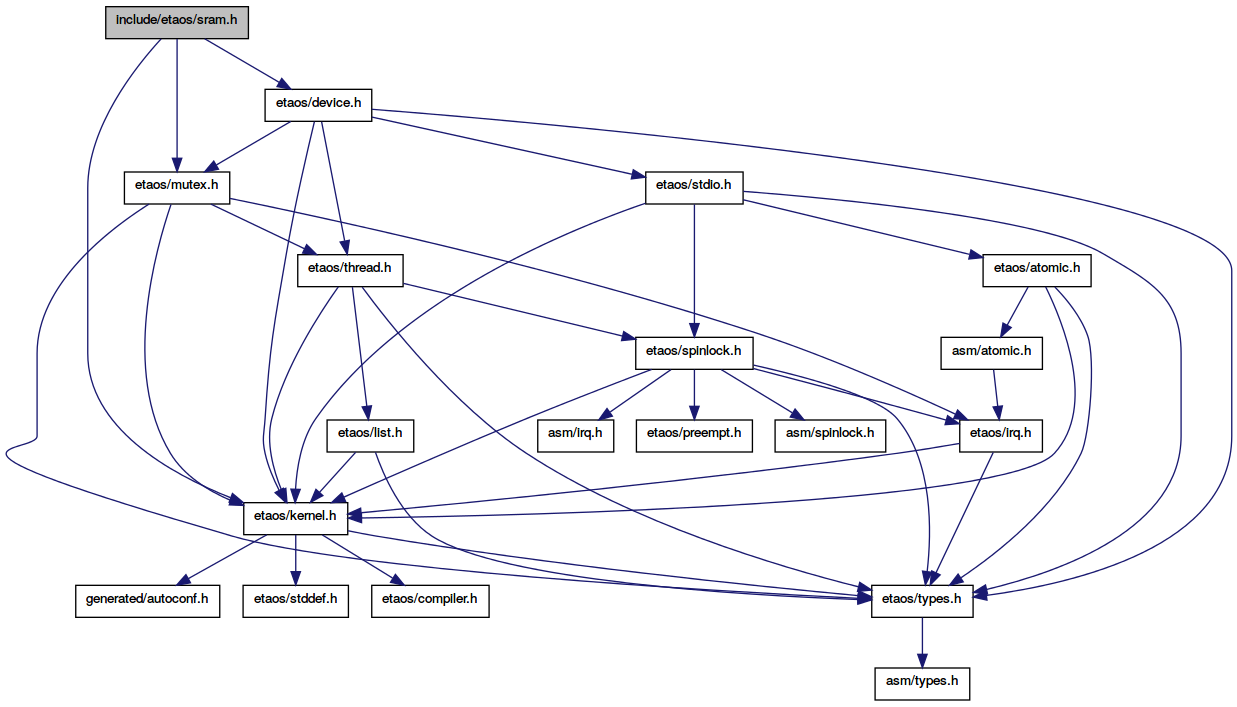 include/etaos/sram.h
etaos/device.h
etaos/mutex.h
etaos/stdio.h
etaos/thread.h
etaos/atomic.h
etaos/spinlock.h
asm/atomic.h
etaos/list.h
asm/irq.h
etaos/preempt.h
asm/spinlock.h
etaos/irq.h
etaos/kernel.h
generated/autoconf.h
etaos/stddef.h
etaos/compiler.h
etaos/types.h
asm/types.h